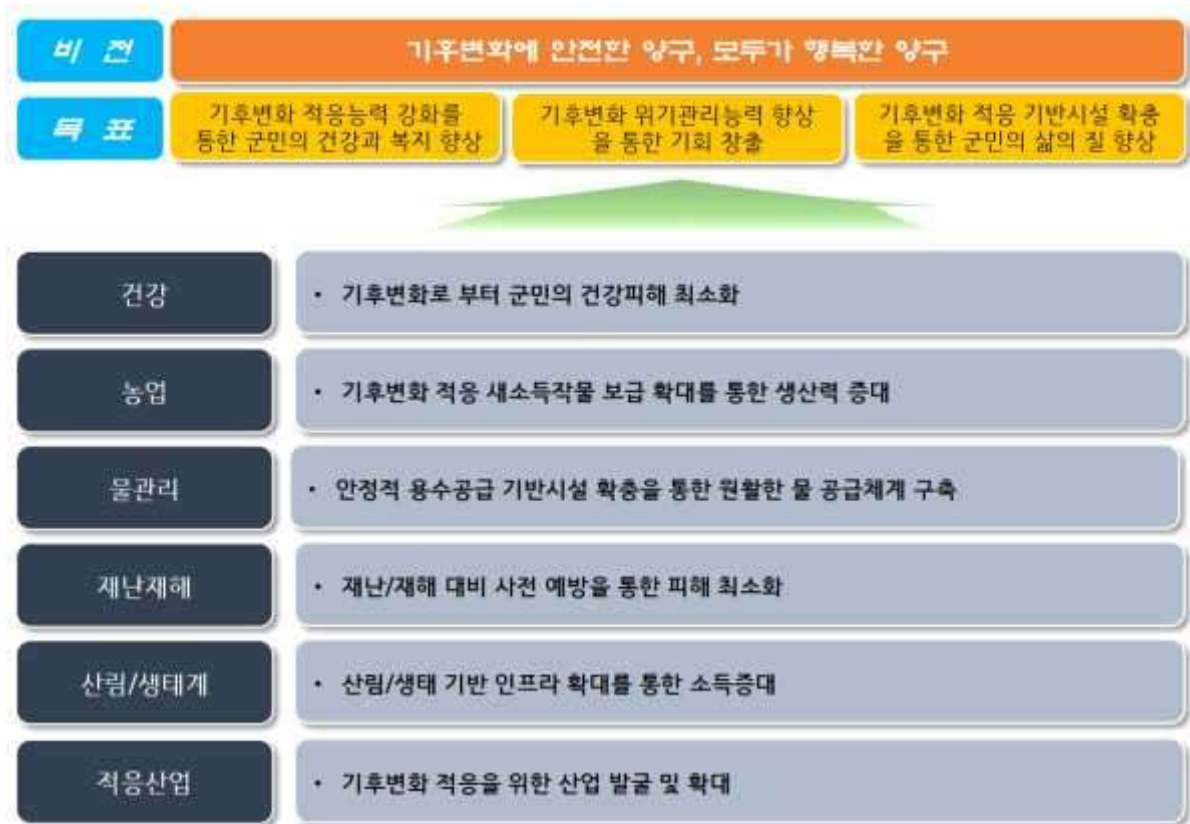 비 전
기후변화에 안전한 양구, 모두가 행복한 양구
목 표
기후변화 적응능력 강화를
통한 군민의 건강과 복지 향상
기후변화 위기관리능력 향상
을 통한 기회 창출
기후변화 적응 기반시설 확충
을 통한 군민의 삶의 질 향상
건강
• 기후변화로 부터 군민의 건강피해 최소화
농업
• 기후변화 적응 새소득작물 보급 확대를 통한 생산력 증대
물관리
• 안정적 용수공급 기반시설 확충을 통한 원활한 물 공급체계 구축
재난재해
• 재난/재해 대비 사전 예방을 통한 피해 최소화
산림/생태계
• 산림/생태 기반 인프라 확대를 통한 소득증대
적응산업
• 기후변화 적응을 위한 산업 발굴 및 확대